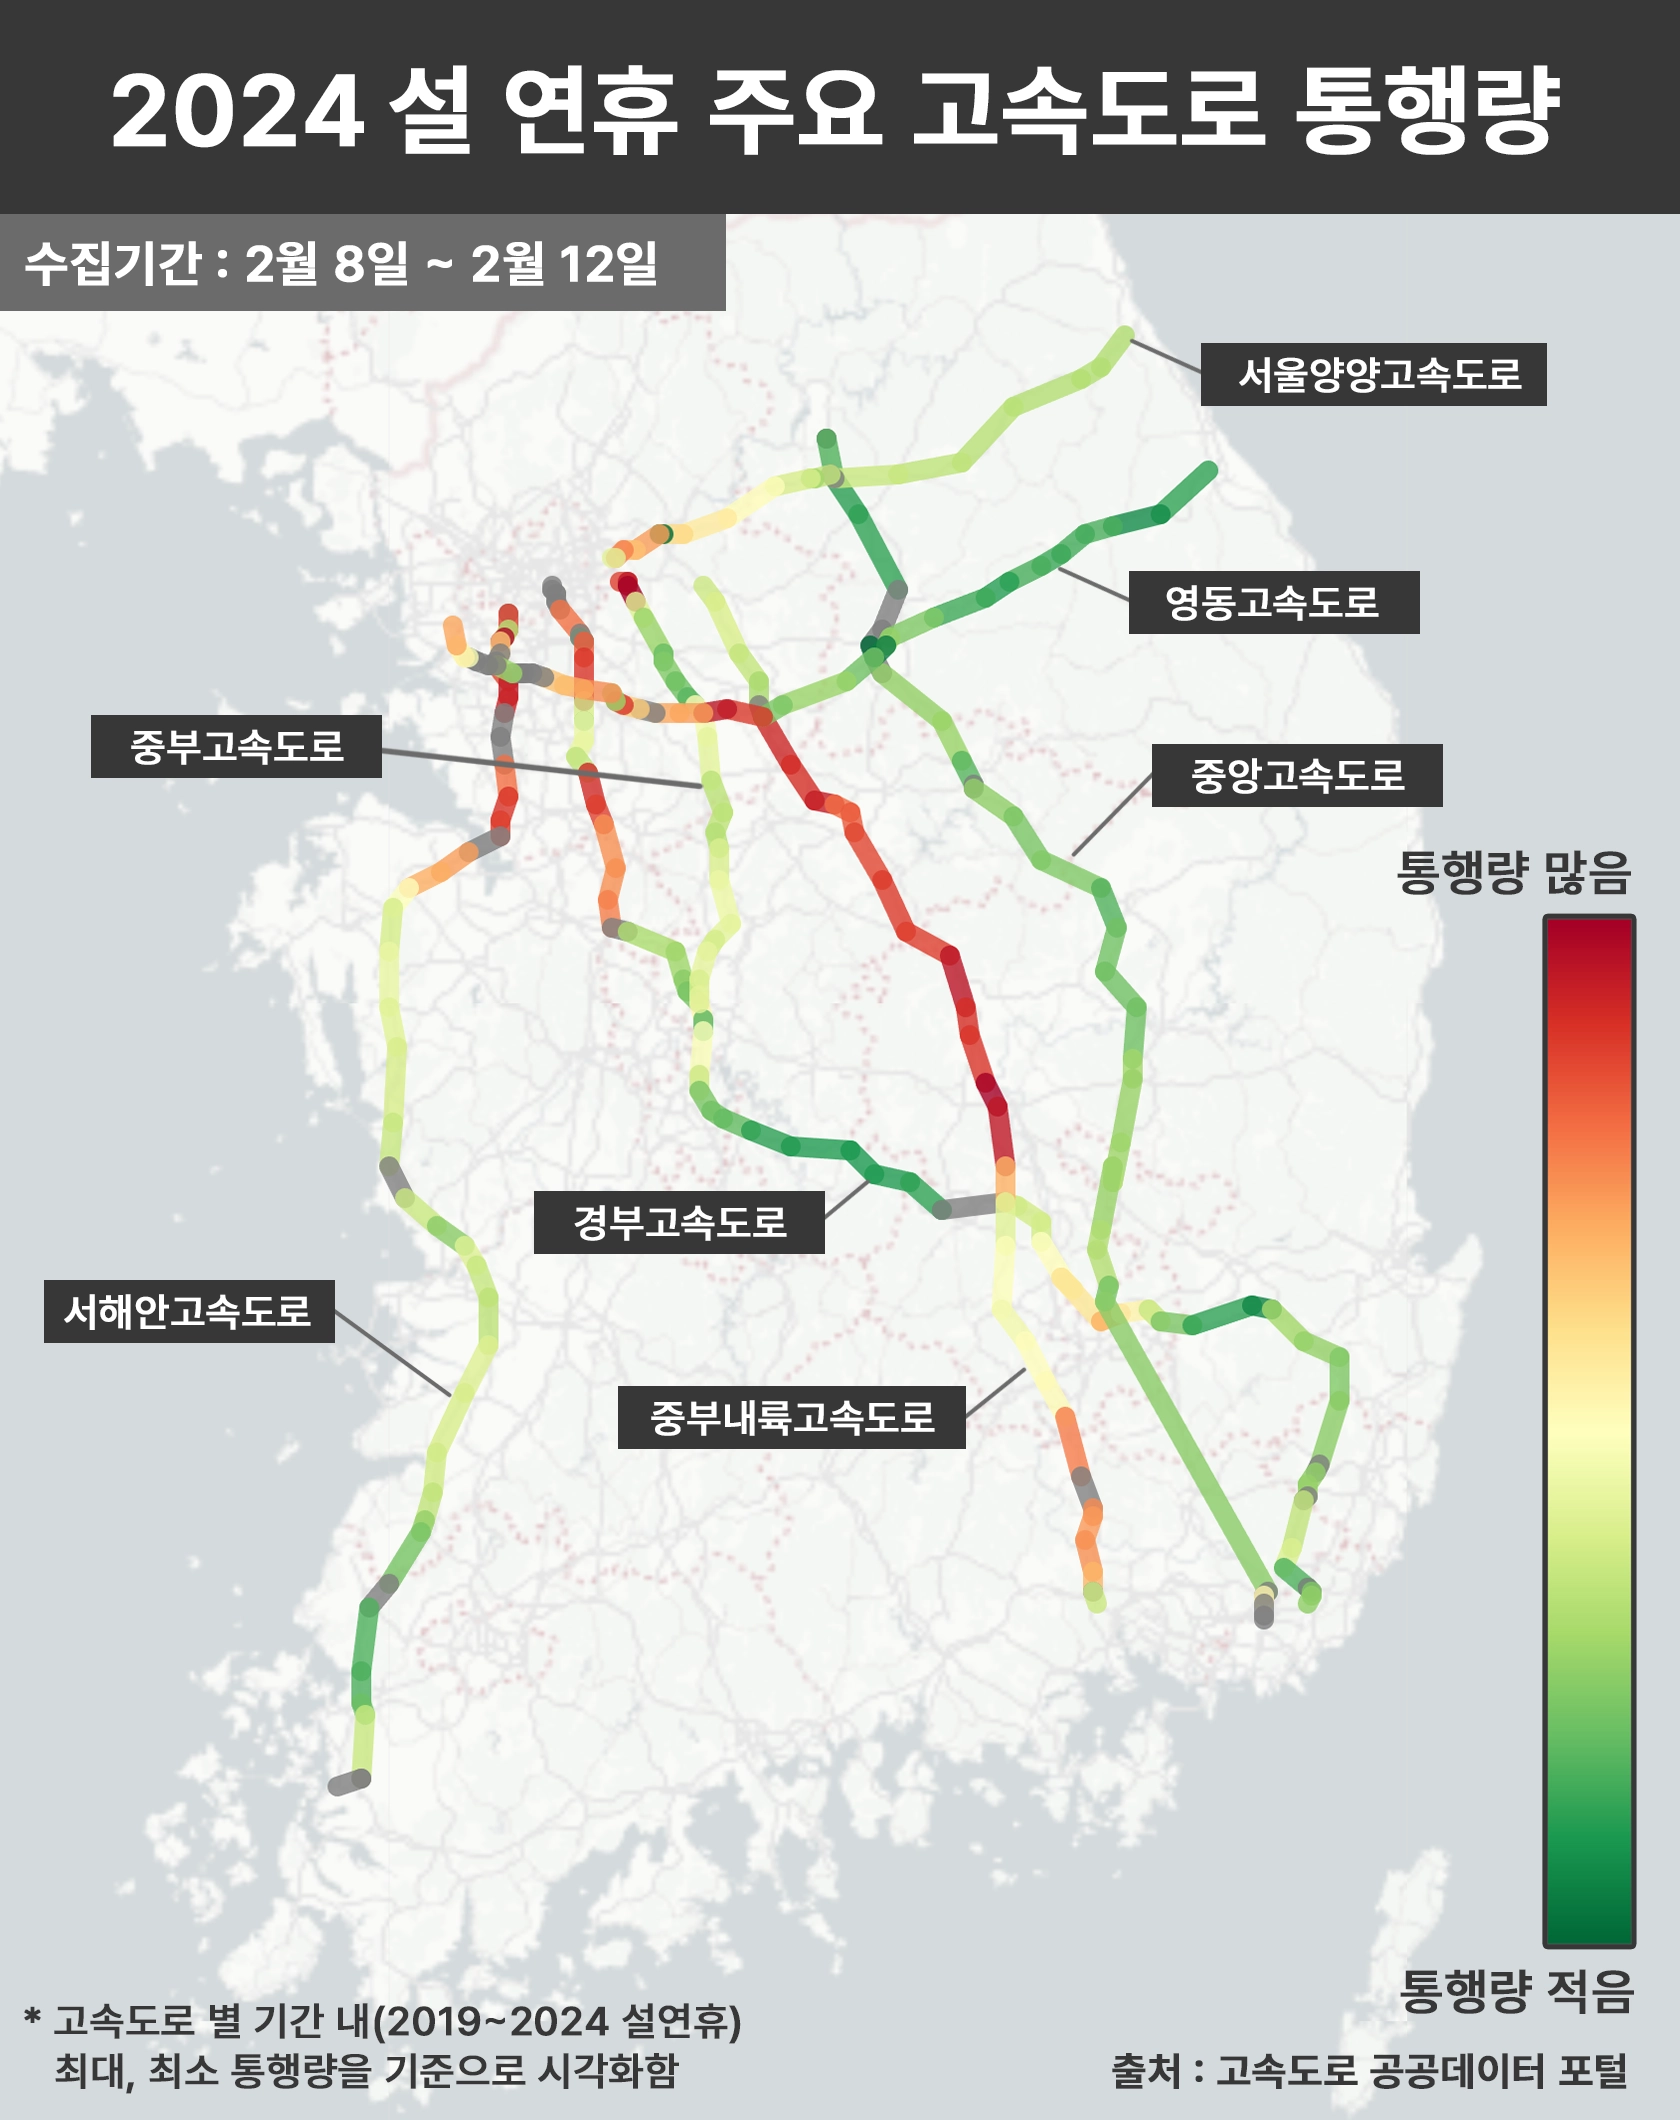 2024 설 연휴 주요 고속도로 통행량
수집기간 : 2월 8일 ~ 2월 12일
서울양양고속도로
영동고속도로
중부고속도로
중앙고속도로
통행량 많음
경부고속도로
서해안고속도로
중부내륙고속도로
통행량 적음
* 고속도로 별 기간 내(2019~2024 설연휴)
최대, 최소 통행량을 기준으로 시각화함
출처 : 고속도로 공공데이터 포털